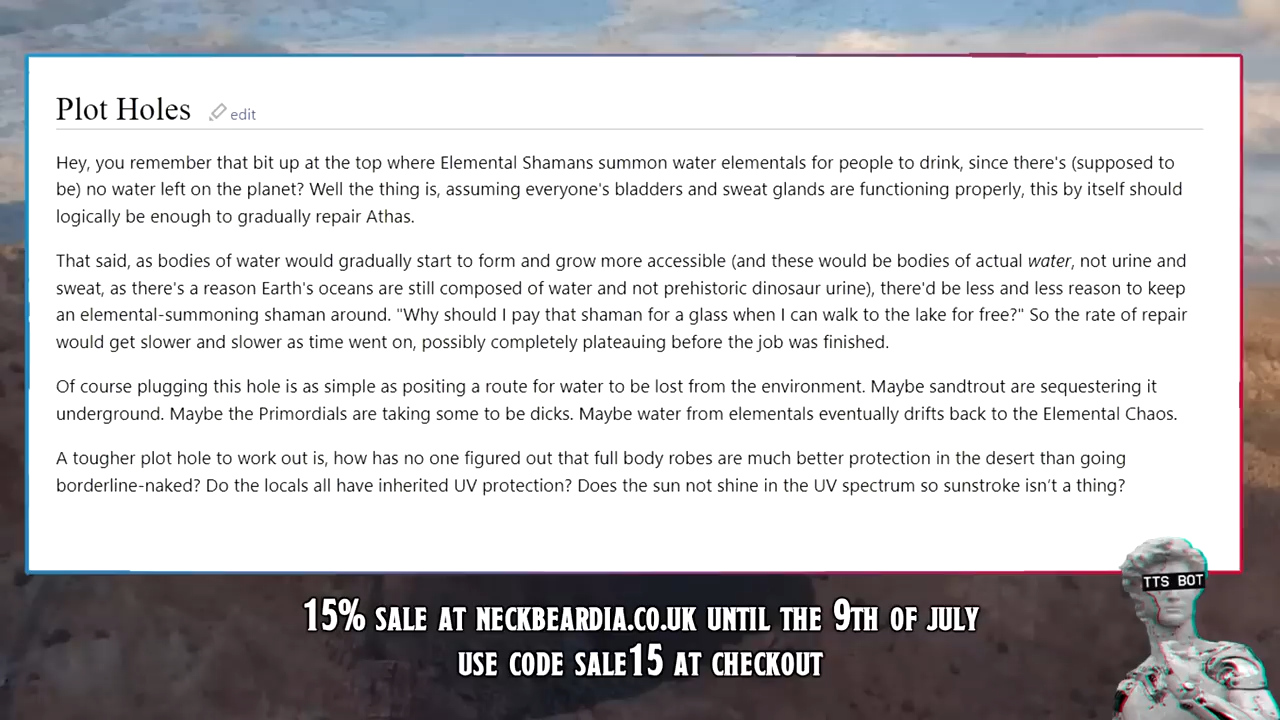 Plot Holes edit
Hey, you remember that bit up at the top where Elemental Shamans summon water elementals for people to drink, since there's (supposed to
be) no water left on the planet? Well the thing is, assuming everyone's bladders and sweat glands are functioning properly, this by itself should
logically be enough to gradually repair Athas.
That said, as bodies of water would gradually start to form and grow more accessible (and these would be bodies of actual water, not urine and
sweat, as there's a reason Earth's oceans are still composed of water and not prehistoric dinosaur urine), there'd be less and less reason to keep
an elemental-summoning shaman around. "Why should I pay that shaman for a glass when I can walk to the lake for free?" So the rate of repair
would get slower and slower as time went on, possibly completely plateauing before the job was finished.
Of course plugging this hole is as simple as positing a route for water to be lost from the environment. Maybe sandtrout are sequestering it
underground. Maybe the Primordials are taking some to be dicks. Maybe water from elementals eventually drifts back to the Elemental Chaos.
A tougher plot hole to work out is, how has no one figured out that full body robes are much better protection in the desert than going
borderline-naked? Do the locals all have inherited UV protection? Does the sun not shine in the UV spectrum so sunstroke isn't a thing?
TTS BOT
15% SALE AT NECKBEARDIA.CO.UK UNTIL THE 9TH OF JULY
USE CODE SALE15 AT CHECKOUT